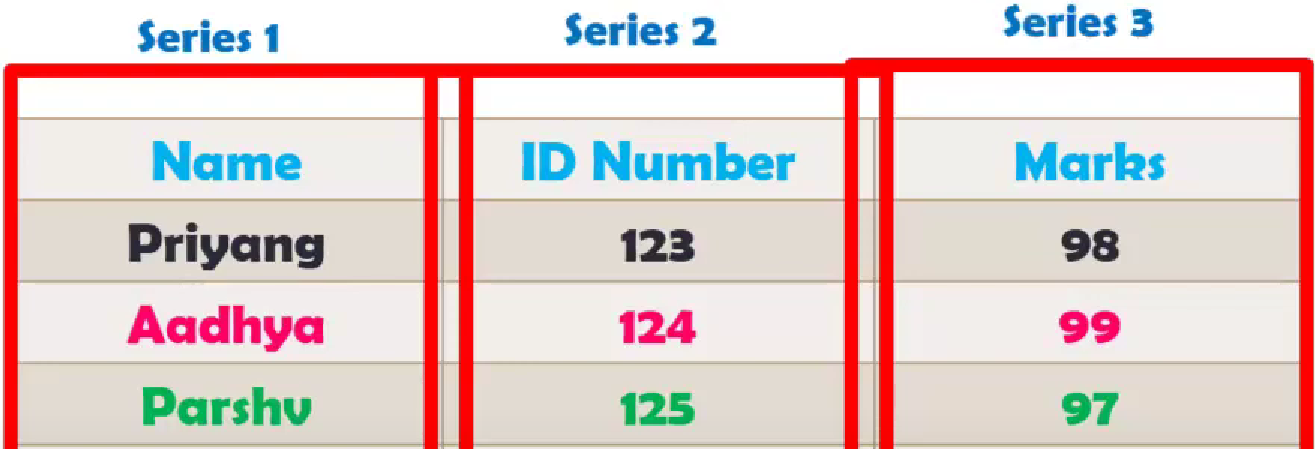 Series 1 Series 2 Series 3
Name ID Number Marks
Priyang 123 98
Aadhya 124 99
Parshv 125 97